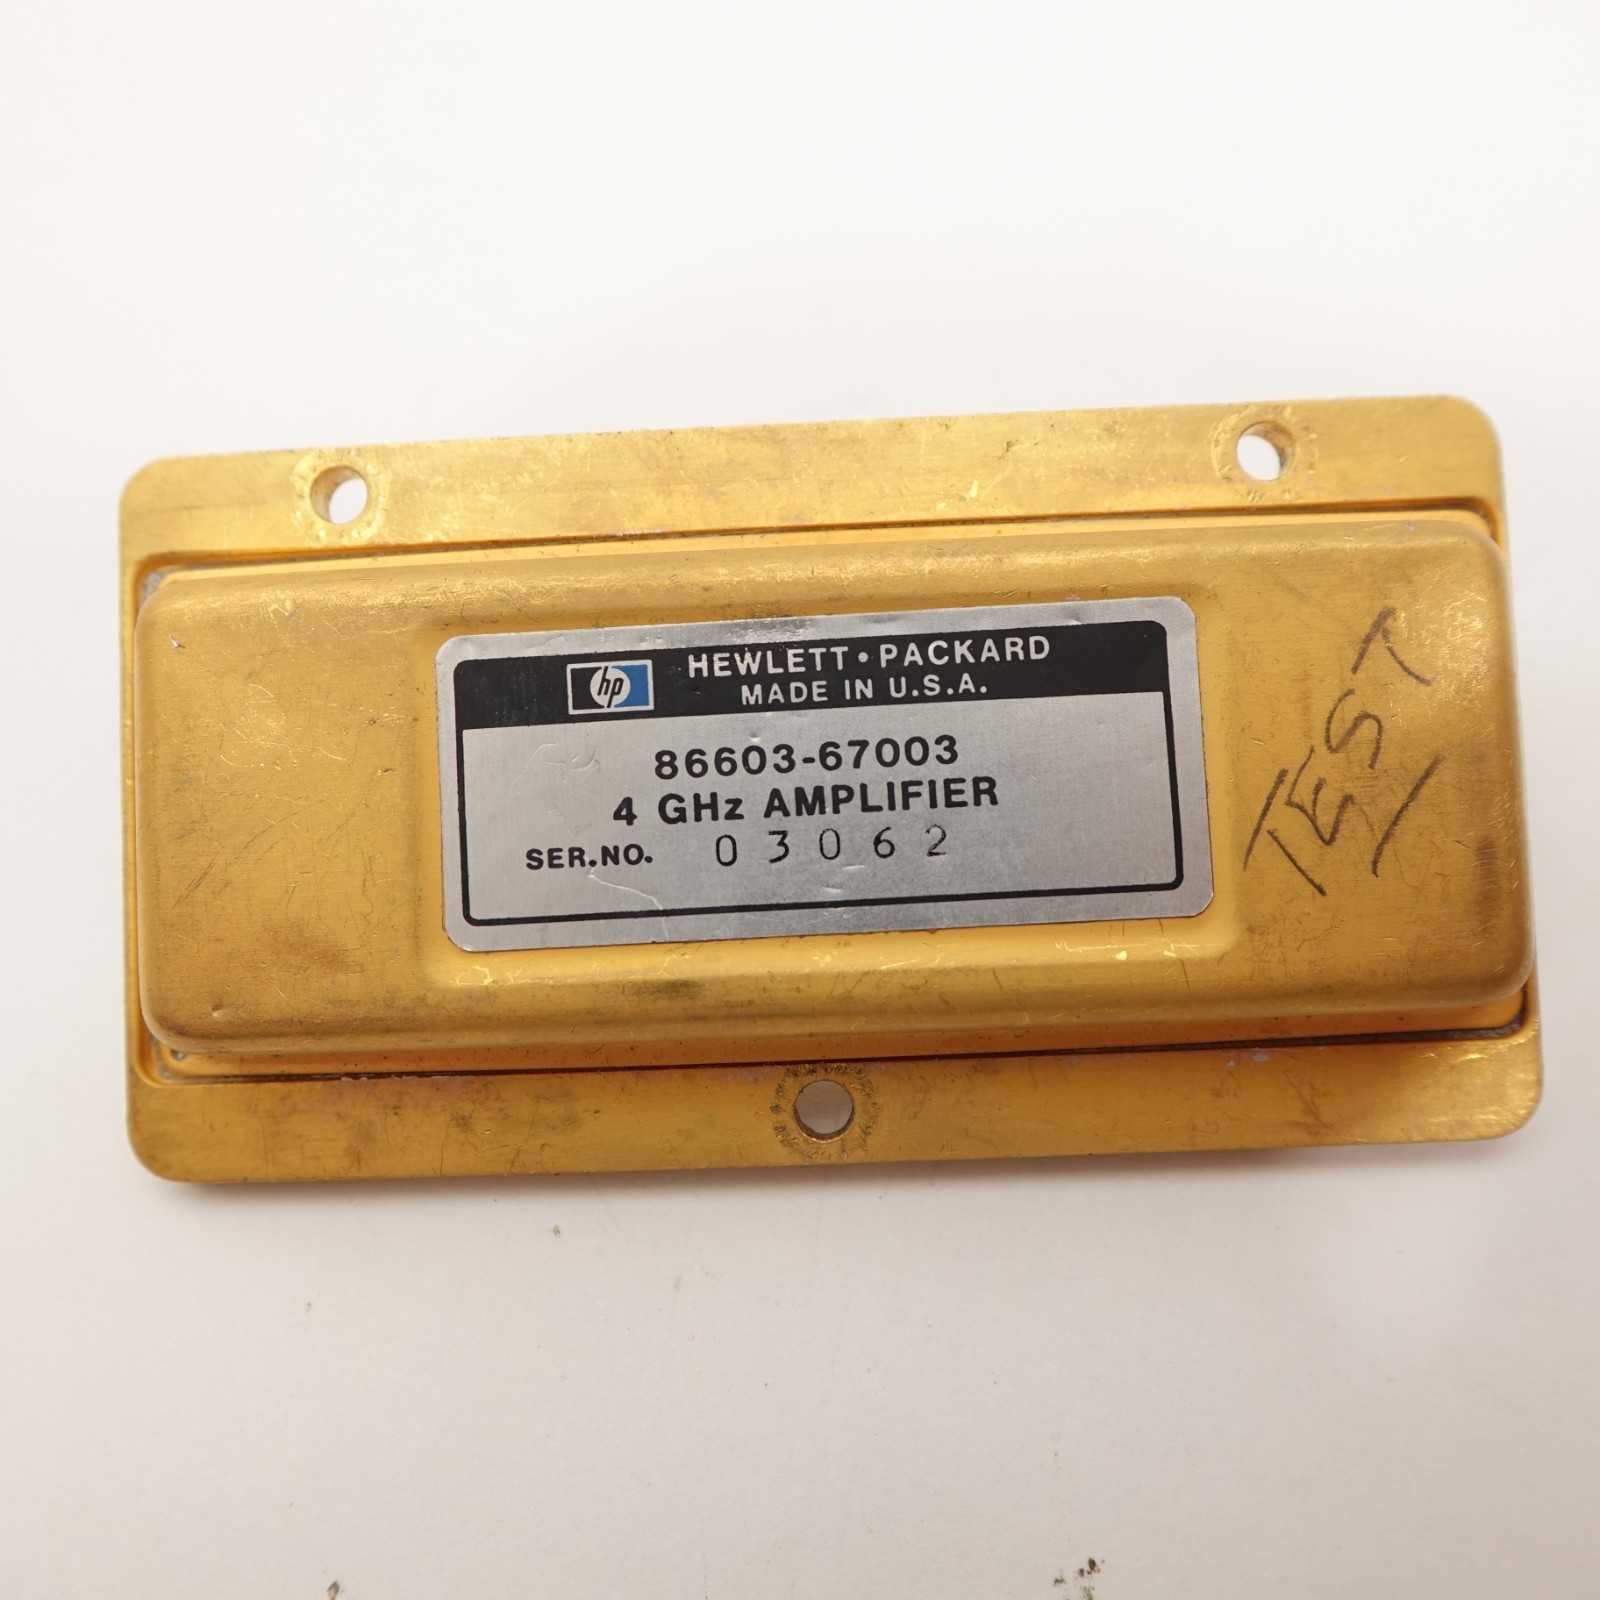 hp
HEWLETT•PACKARD
MADE IN U.S.A.
86603-67003
4 GHz AMPLIFIER
SER.NO. 03062
TEST